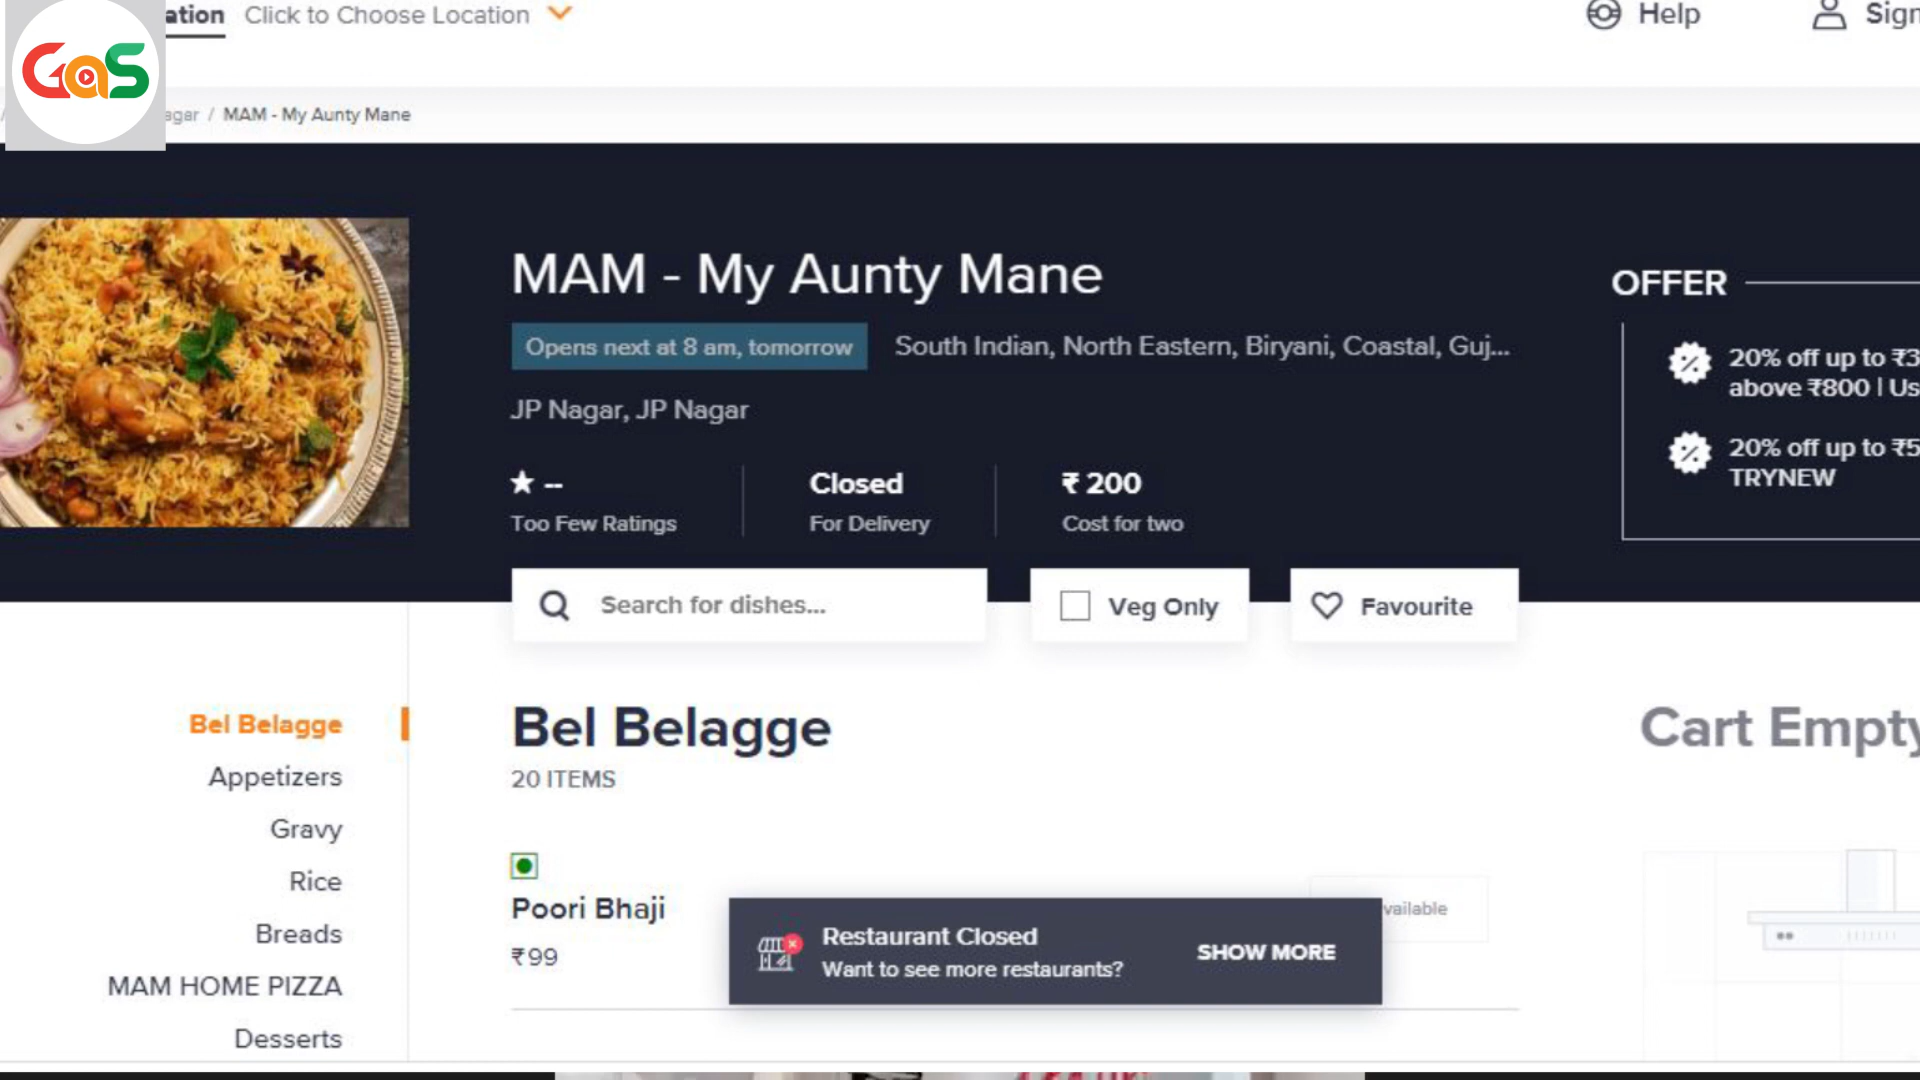 ation Click to Choose Location
Help
Sign
GaS
agar / MAM - My Aunty Mane
MAM - My Aunty Mane
Opens next at 8 am, tomorrow
South Indian, North Eastern, Biryani, Coastal, Guj...
JP Nagar, JP Nagar
★ --
Too Few Ratings
Closed
For Delivery
₹ 200
Cost for two
OFFER
20% off up to ₹3
above ₹800 | Us
20% off up to ₹5
TRYNEW
Search for dishes...
Veg Only
Favourite
Bel Belagge
Appetizers
Gravy
Rice
Breads
MAM HOME PIZZA
Desserts
Bel Belagge
20 ITEMS
Poori Bhaji
₹99
vailable
Restaurant Closed
Want to see more restaurants?
SHOW MORE
Cart Empty